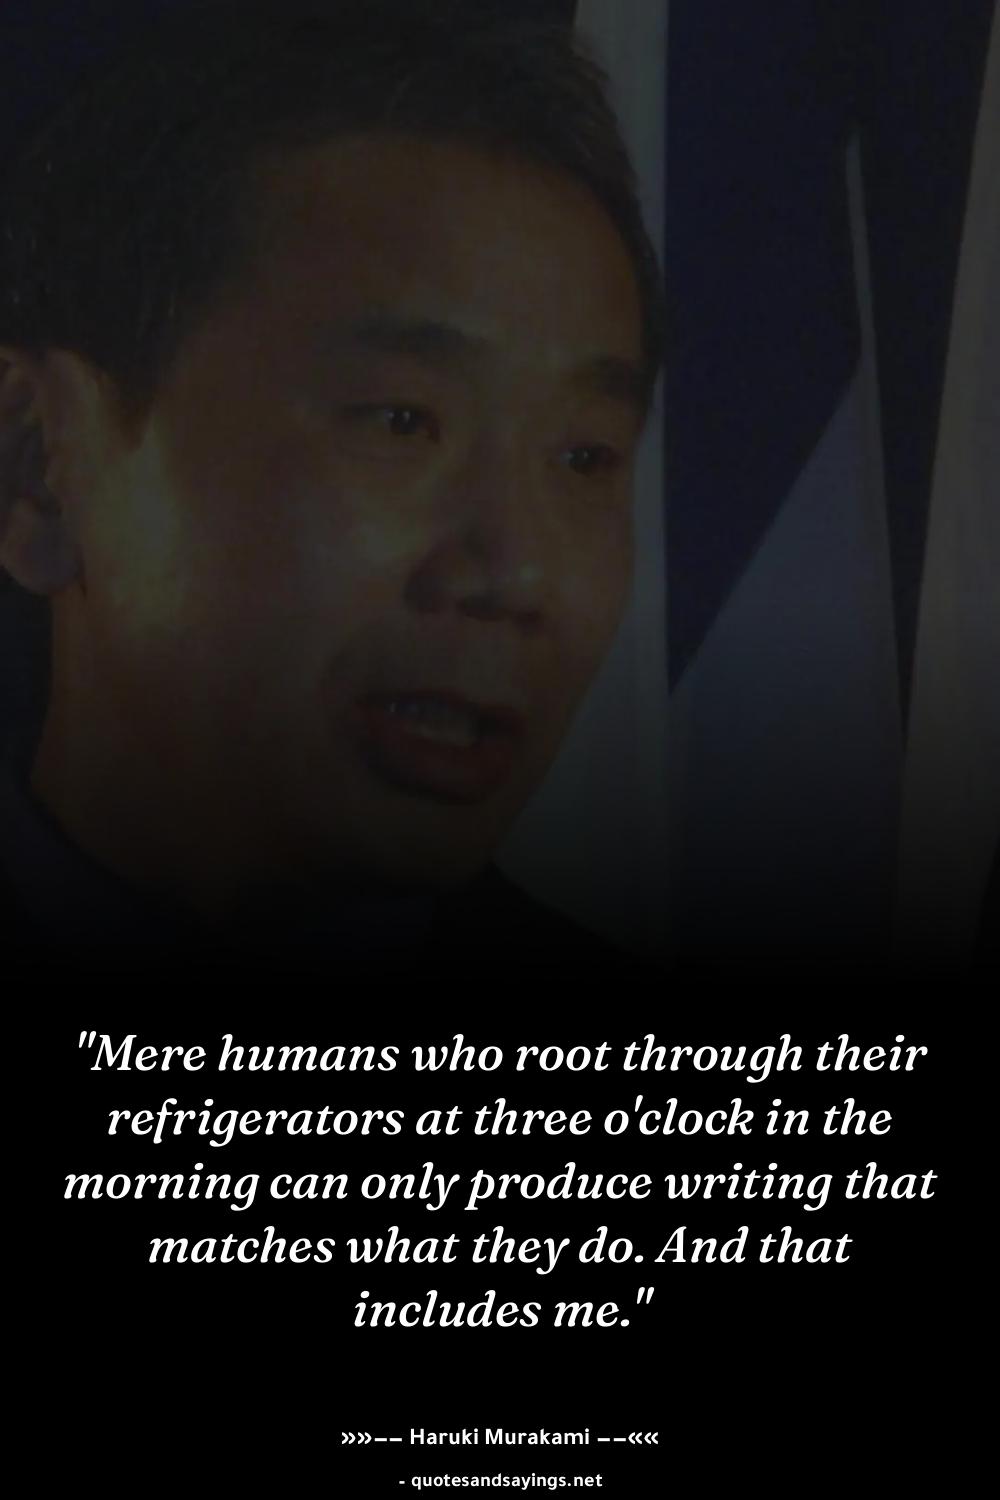 "Mere humans who root through their
refrigerators at three o'clock in the
morning can only produce writing that
matches what they do. And that
includes me."
»»–– Haruki Murakami ––««
- quotesandsayings.net